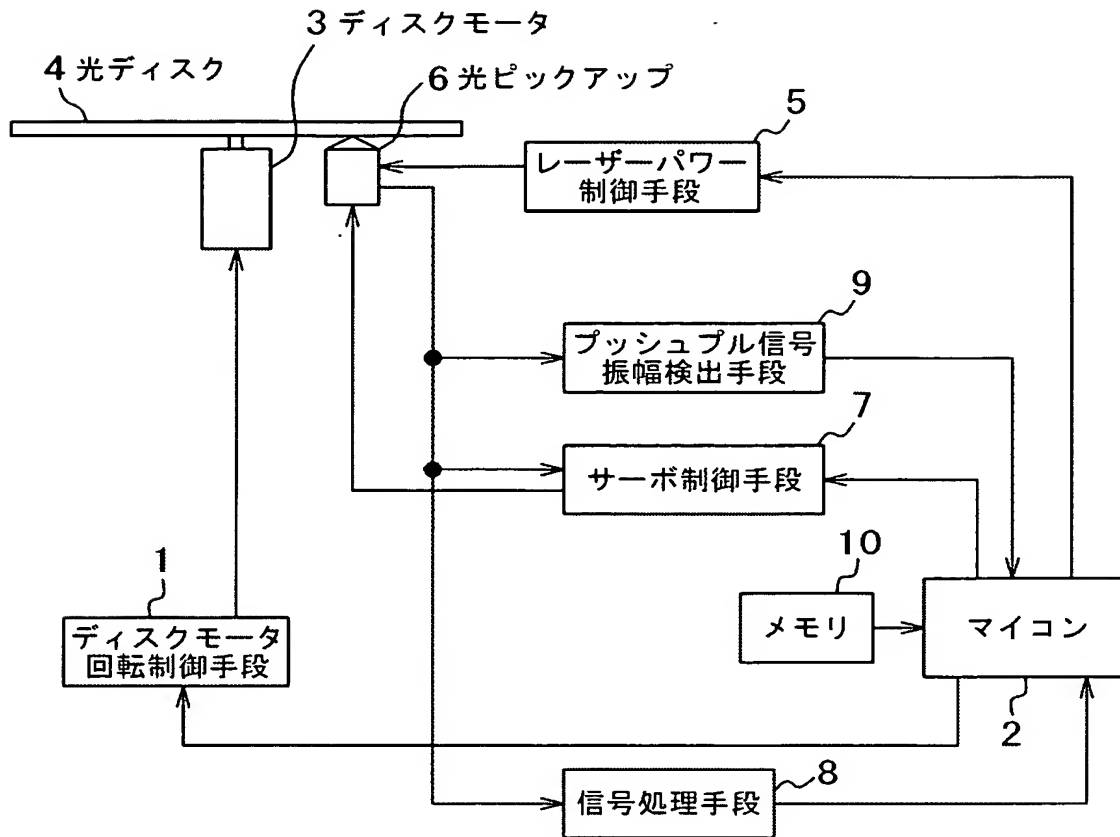 3 ディスクモータ
4 光ディスク
6 光ピックアップ
5
レーザーパワー
制御手段
9
プッシュプル信号
振幅検出手段
7
サーボ制御手段
1
ディスクモータ
回転制御手段
10
メモリ
マイコン
2
8
信号処理手段